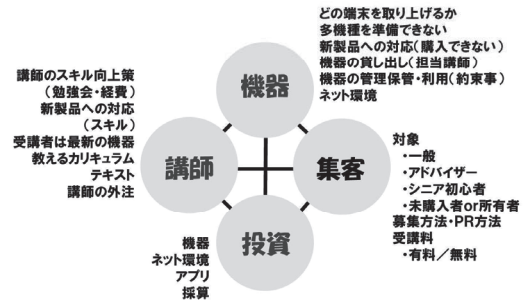 どの端末を取り上げるか
多機種を準備できない
新製品への対応(購入できない)
機器の貸し出し(担当講師)
機器の管理保管・利用(約束事)
ネット環境
機器
講師のスキル向上策
(勉強会・経費)
新製品への対応
(スキル)
受講者は最新の機器
教えるカリキュラム
テキスト
講師の外注
講師
集客
対象
・一般
・アドバイザー
・シニア初心者
・未購入者or所有者
募集方法・PR方法
受講料
・有料/無料
投資
機器
ネット環境
アプリ
採算